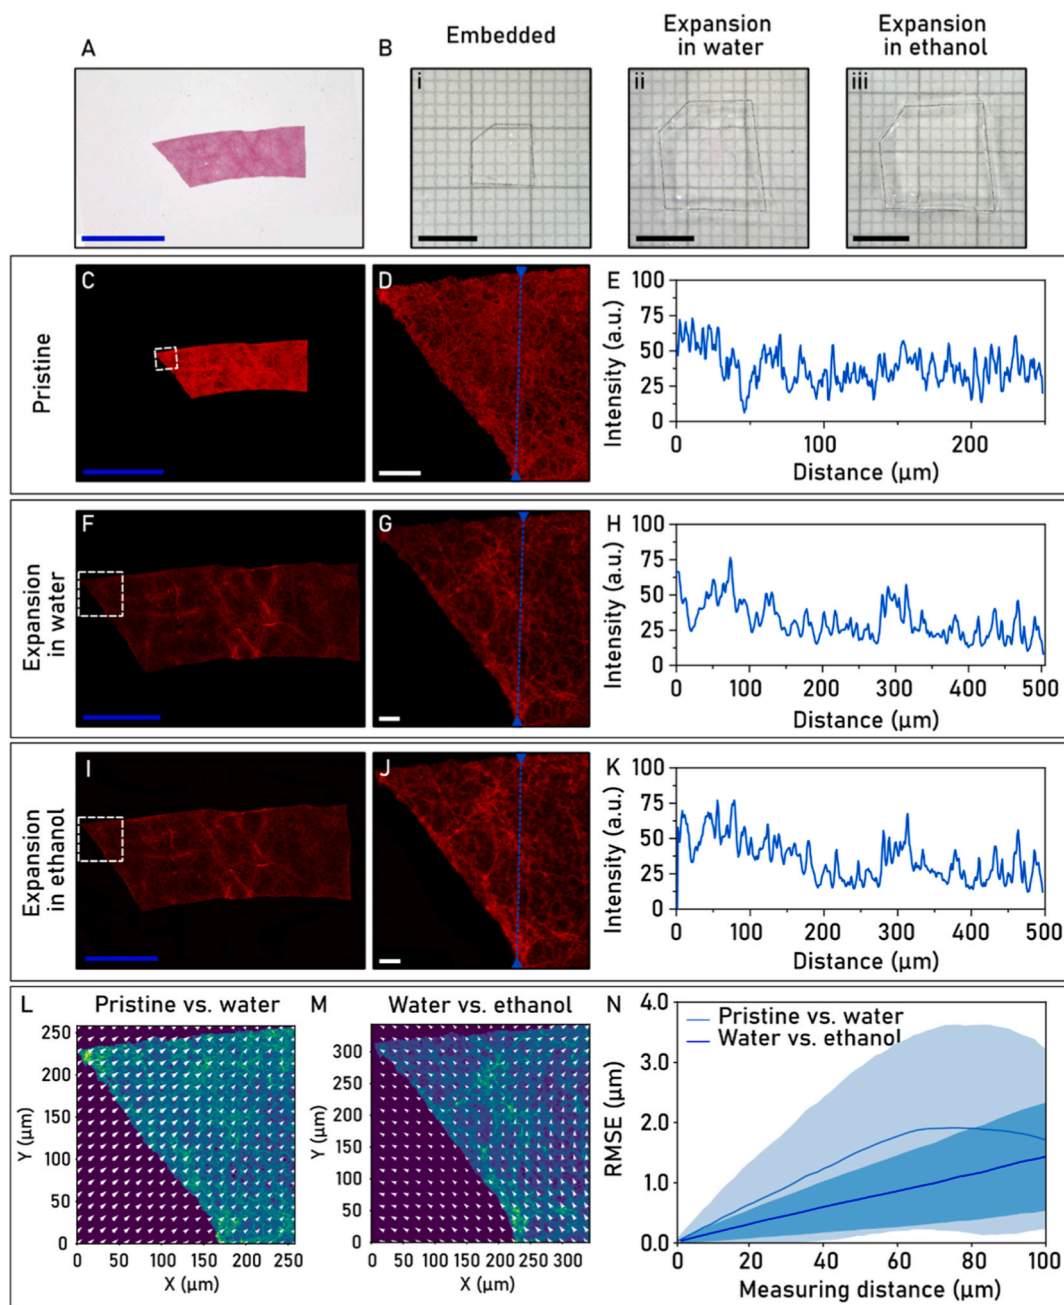 A
B
Embedded
Expansion
in water
Expansion
in ethanol
i
ii
iii
Pristine
C
D
E
Intensity (a.u.)
100
75
50
25
0
0 100 200
Distance (µm)
Expansion
in water
F
G
H
Intensity (a.u.)
100
75
50
25
0
0 100 200 300 400 500
Distance (µm)
Expansion
in ethanol
I
J
K
Intensity (a.u.)
100
75
50
25
0
0 100 200 300 400 500
Distance (µm)
L Pristine vs. water
Y (µm)
250
200
150
100
50
0
0 50 100 150 200 250
X (µm)
M Water vs. ethanol
Y (µm)
300
250
200
150
100
50
0
0 50 100 150 200 250 300
X (µm)
N
RMSE (µm)
4.0
3.0
2.0
1.0
0.0
Pristine vs. water
Water vs. ethanol
0 20 40 60 80 100
Measuring distance (µm)